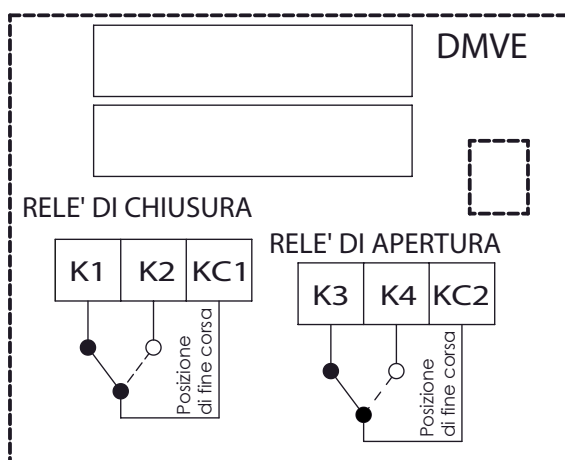 DMVE
RELE' DI CHIUSURA
K1 K2 KC1
Posizione
di fine corsa
RELE' DI APERTURA
K3 K4 KC2
Posizione
di fine corsa